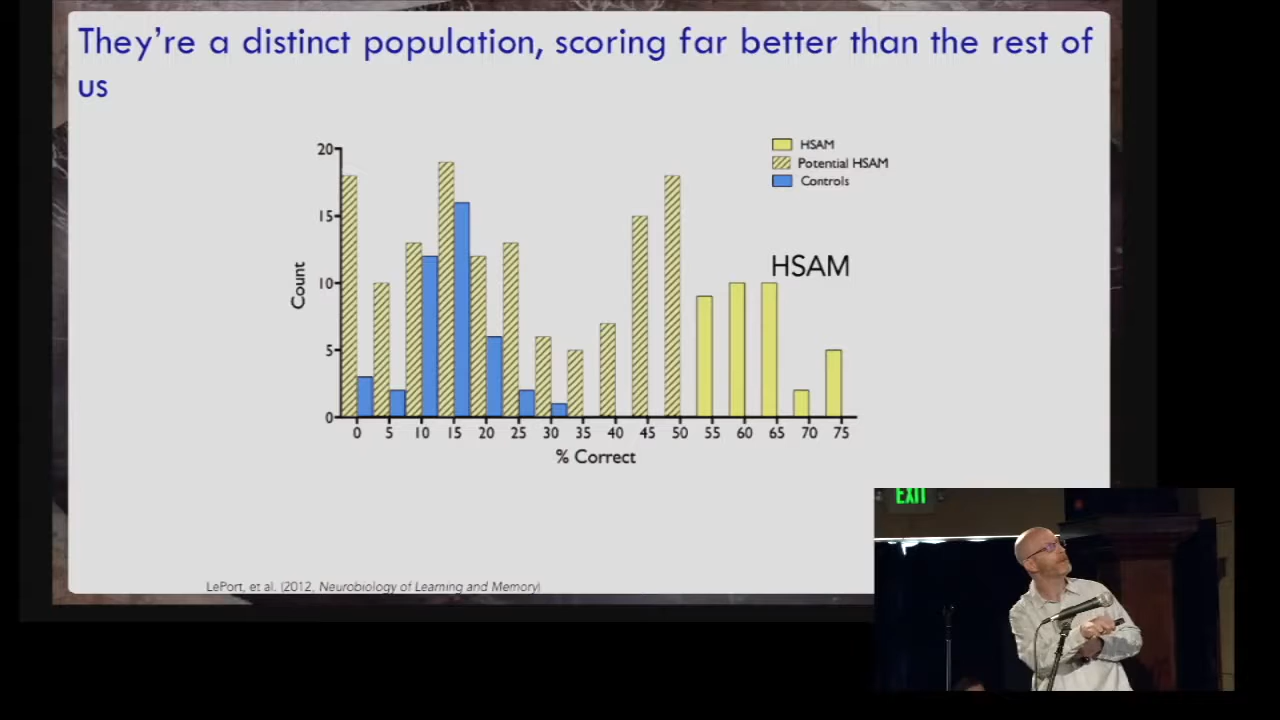 They're a distinct population, scoring far better than the rest of
us
HSAM
Potential HSAM
Controls
HSAM
20
15
10
5
0
Count
0 5 10 15 20 25 30 35 40 45 50 55 60 65 70 75
% Correct
LePort, et al. (2012, Neurobiology of Learning and Memory)
EXIT